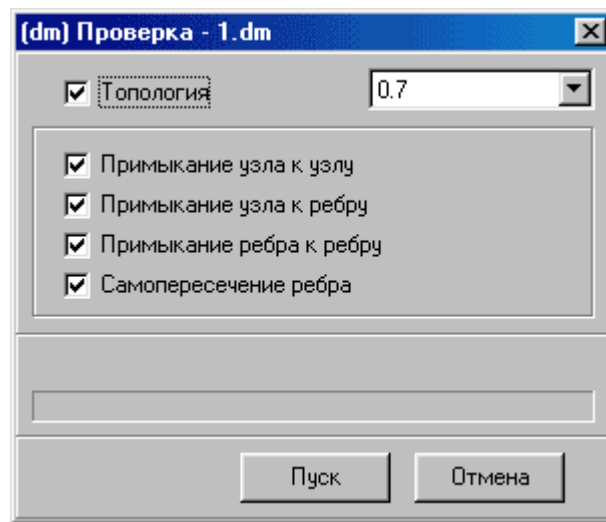 (dm) Проверка - 1.dm
Топология 0.7
Примыкание узла к узлу
Примыкание узла к ребру
Примыкание ребра к ребру
Самопересечение ребра
Пуск Отмена